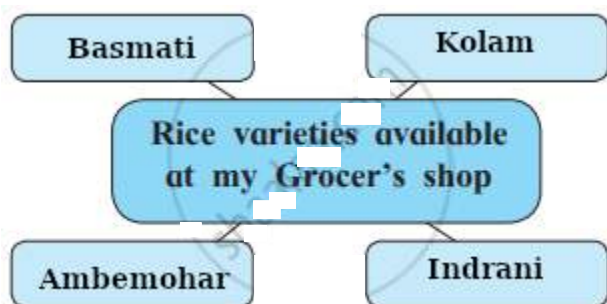 Basmati
Kolam
Rice varieties available
at my Grocer's shop
Ambemohar
Indrani